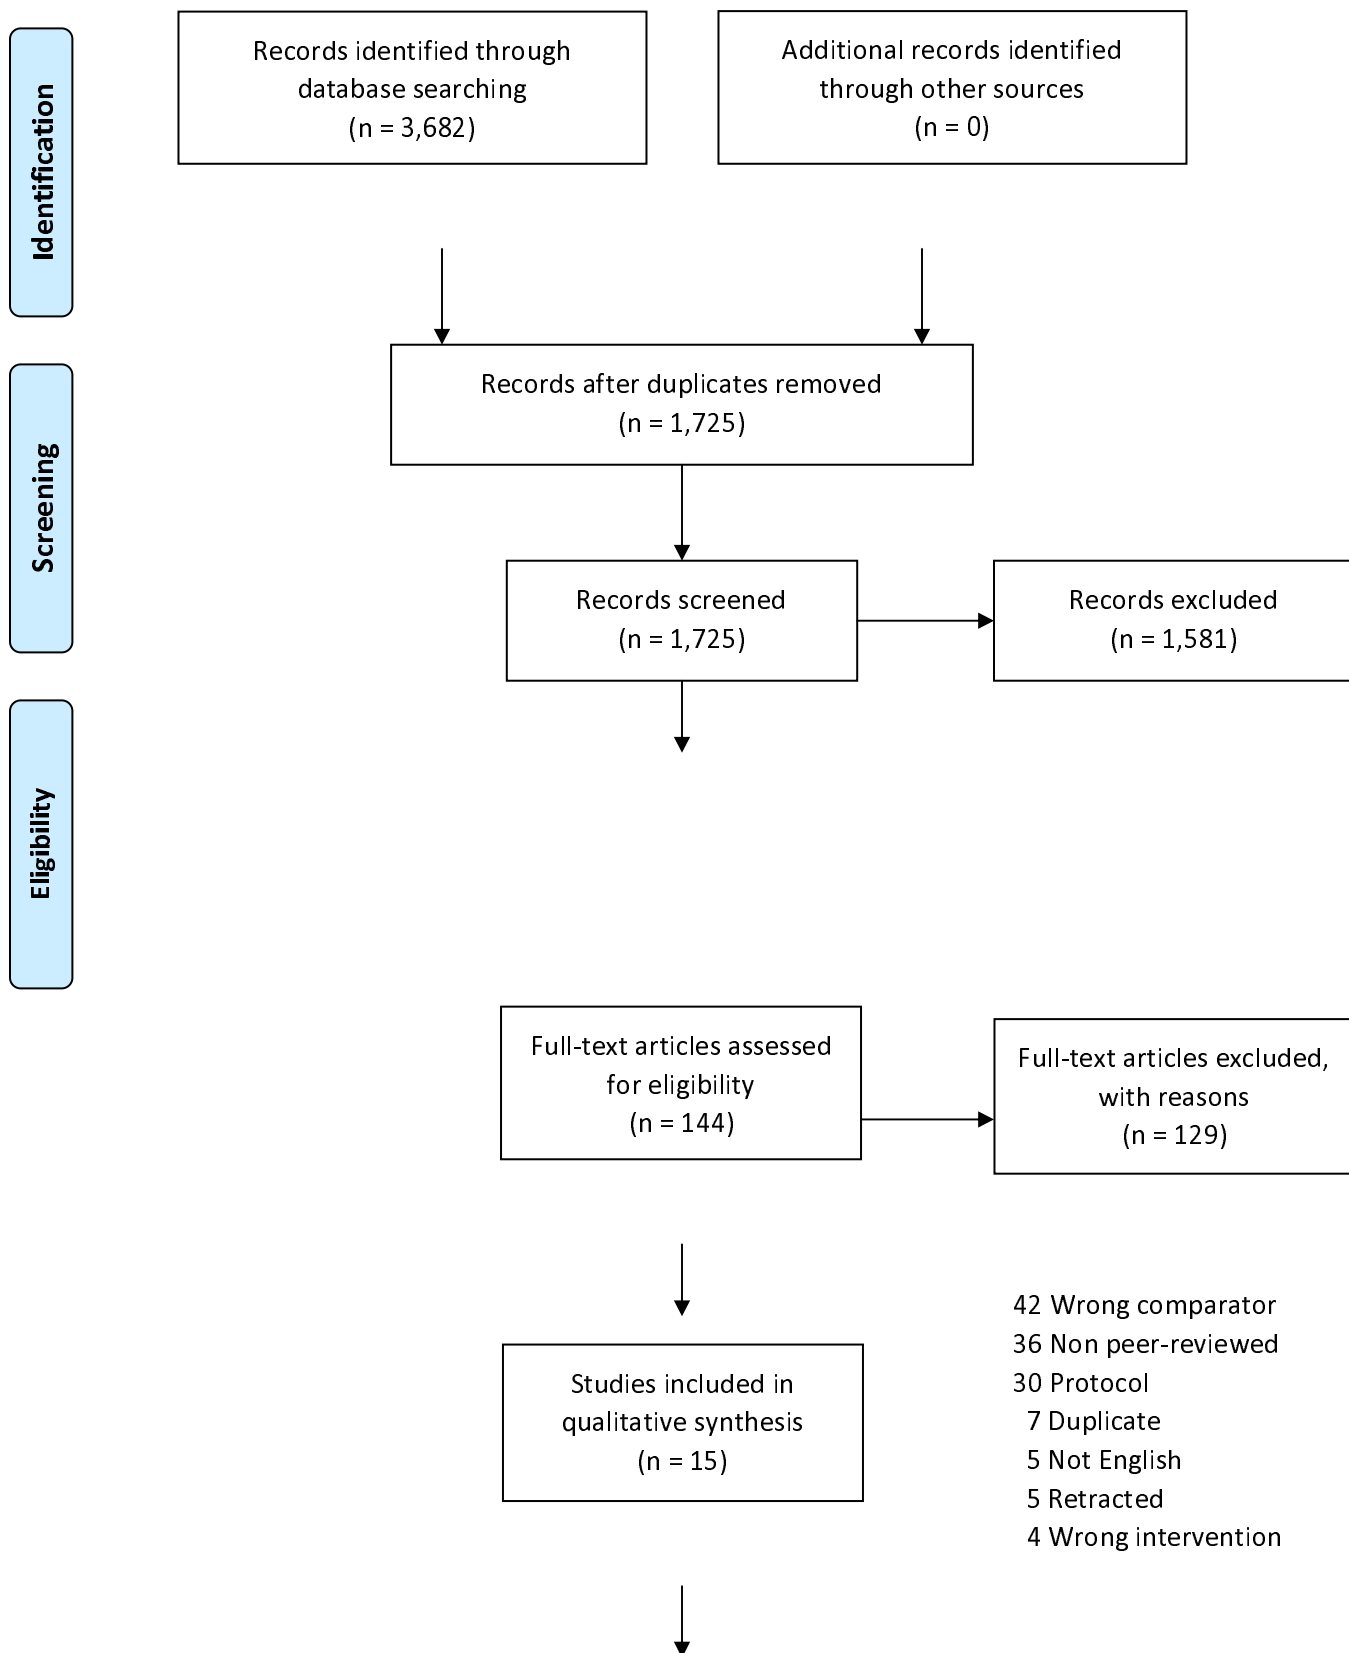 Identification
Records identified through
database searching
(n = 3,682)
Additional records identified
through other sources
(n = 0)
Screening
Records after duplicates removed
(n = 1,725)
Records screened
(n = 1,725)
Records excluded
(n = 1,581)
Eligibility
Full-text articles assessed
for eligibility
(n = 144)
Full-text articles excluded,
with reasons
(n = 129)
42 Wrong comparator
36 Non peer-reviewed
30 Protocol
7 Duplicate
5 Not English
5 Retracted
4 Wrong intervention
Studies included in
qualitative synthesis
(n = 15)